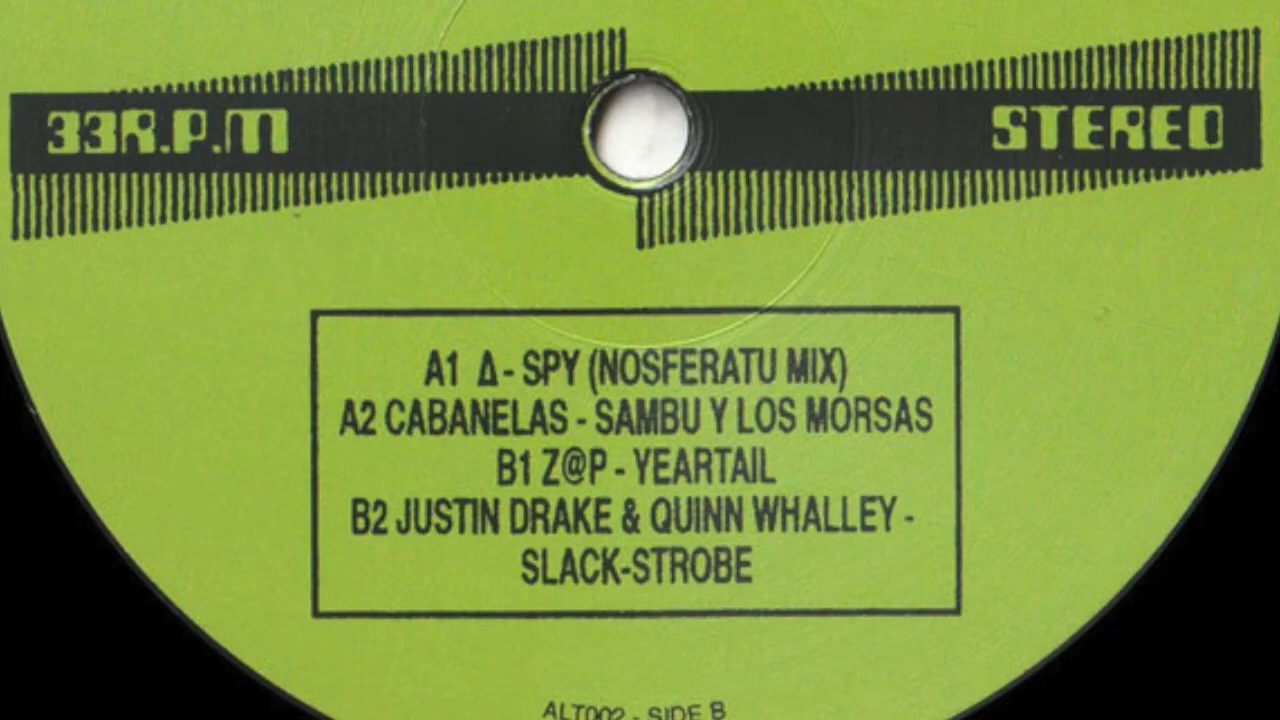 33R.P.M STEREO
A1 Δ - SPY (NOSFERATU MIX)
A2 CABANELAS - SAMBU Y LOS MORSAS
B1 Z@P - YEARTAIL
B2 JUSTIN DRAKE & QUINN WHALLEY -
SLACK-STROBE
ALT002 - SIDE B